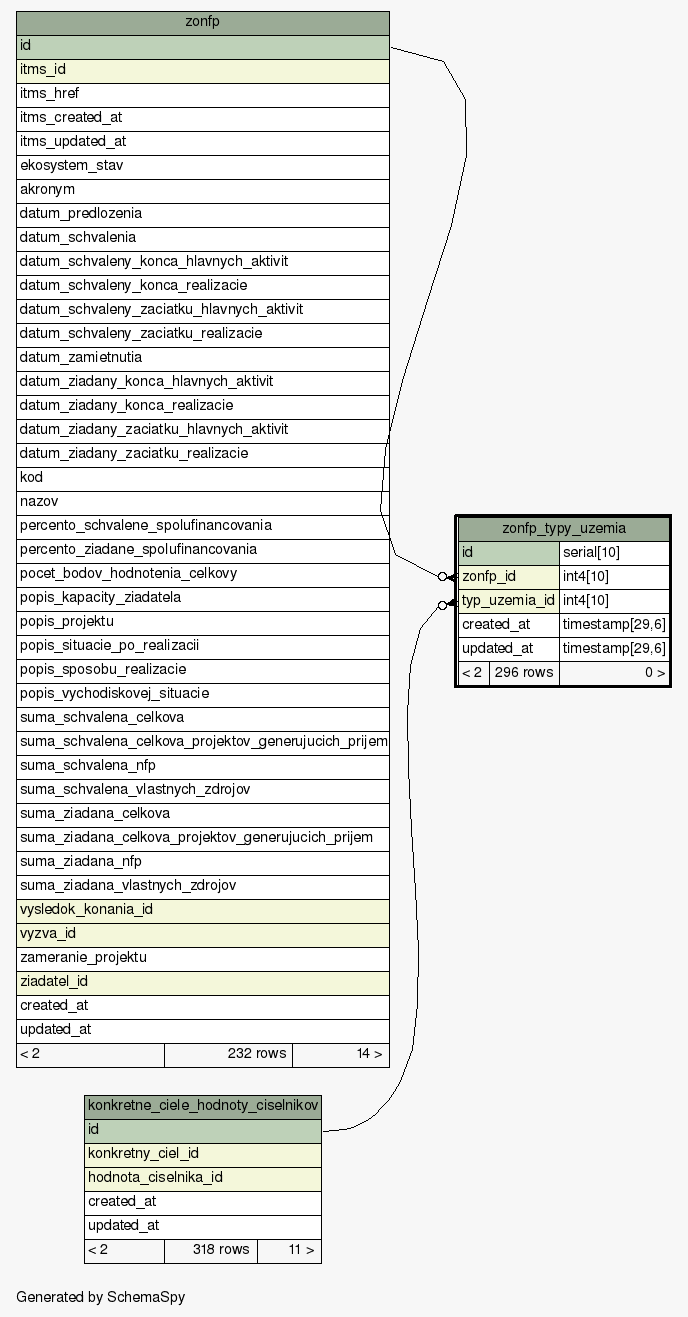 zonfp
id
itms_id
itms_href
itms_created_at
itms_updated_at
ekosystem_stav
akronym
datum_predlozenia
datum_schvalenia
datum_schvaleny_konca_hlavnych_aktivit
datum_schvaleny_konca_realizacie
datum_schvaleny_zaciatku_hlavnych_aktivit
datum_schvaleny_zaciatku_realizacie
datum_zamietnutia
datum_ziadany_konca_hlavnych_aktivit
datum_ziadany_konca_realizacie
datum_ziadany_zaciatku_hlavnych_aktivit
datum_ziadany_zaciatku_realizacie
kod
nazov
percento_schvalene_spolufinancovania
percento_ziadane_spolufinancovania
pocet_bodov_hodnotenia_celkovy
popis_kapacity_ziadatela
popis_projektu
popis_situacie_po_realizacii
popis_sposobu_realizacie
popis_vychodiskovej_situacie
suma_schvalena_celkova
suma_schvalena_celkova_projektov_generujucich_prijem
suma_schvalena_nfp
suma_schvalena_vlastnych_zdrojov
suma_ziadana_celkova
suma_ziadana_celkova_projektov_generujucich_prijem
suma_ziadana_nfp
suma_ziadana_vlastnych_zdrojov
vysledok_konania_id
vyzva_id
zameranie_projektu
ziadatel_id
created_at
updated_at
< 2 232 rows 14 >
zonfp_typy_uzemia
id serial[10]
zonfp_id int4[10]
typ_uzemia_id int4[10]
created_at timestamp[29,6]
updated_at timestamp[29,6]
< 2 296 rows 0 >
konkretne_ciele_hodnoty_ciselnikov
id
konkretny_ciel_id
hodnota_ciselnika_id
created_at
updated_at
< 2 318 rows 11 >
Generated by SchemaSpy